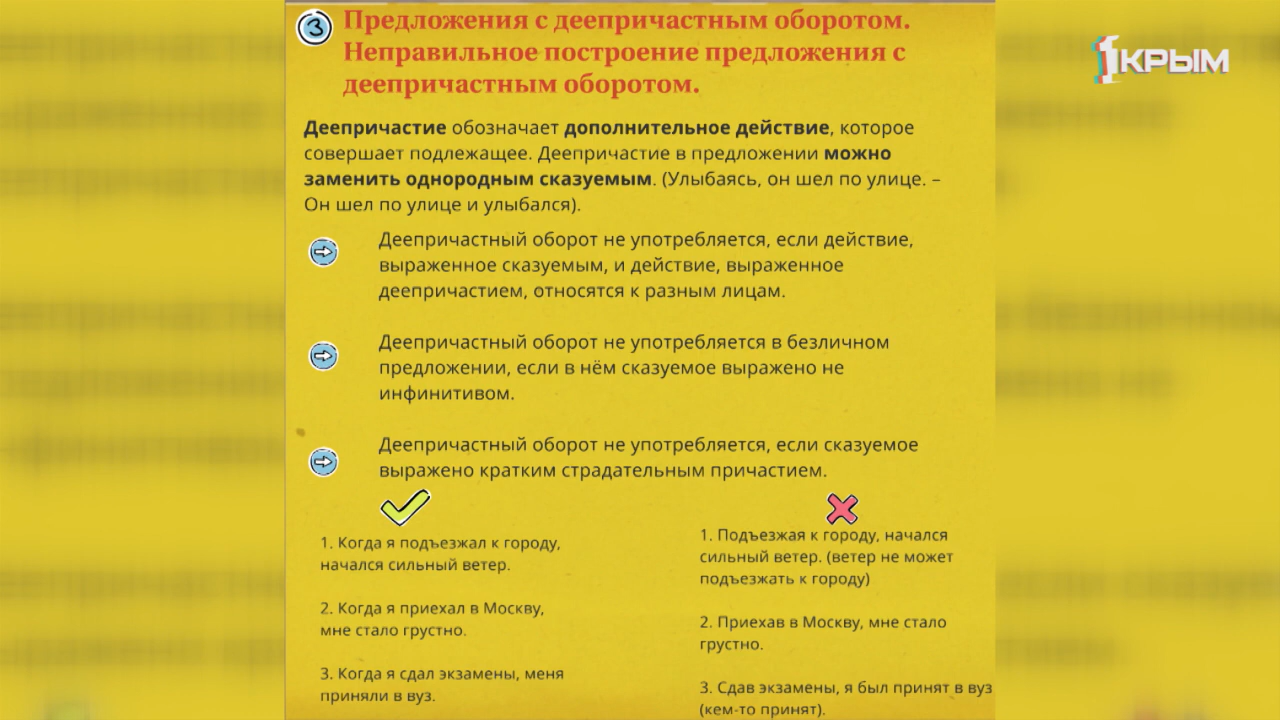 3 Предложения с деепричастным оборотом.
Неправильное построение предложения с
деепричастным оборотом.
1КРЫМ
Деепричастие обозначает дополнительное действие, которое
совершает подлежащее. Деепричастие в предложении можно
заменить однородным сказуемым. (Улыбаясь, он шел по улице. –
Он шел по улице и улыбался).
Деепричастный оборот не употребляется, если действие,
выраженное сказуемым, и действие, выраженное
деепричастием, относятся к разным лицам.
Деепричастный оборот не употребляется в безличном
предложении, если в нём сказуемое выражено не
инфинитивом.
Деепричастный оборот не употребляется, если сказуемое
выражено кратким страдательным причастием.
1. Когда я подъезжал к городу,
начался сильный ветер.
2. Когда я приехал в Москву,
мне стало грустно.
3. Когда я сдал экзамены, меня
приняли в вуз.
1. Подъезжая к городу, начался
сильный ветер. (ветер не может
подъезжать к городу)
2. Приехав в Москву, мне стало
грустно.
3. Сдав экзамены, я был принят в вуз
(кем-то принят).